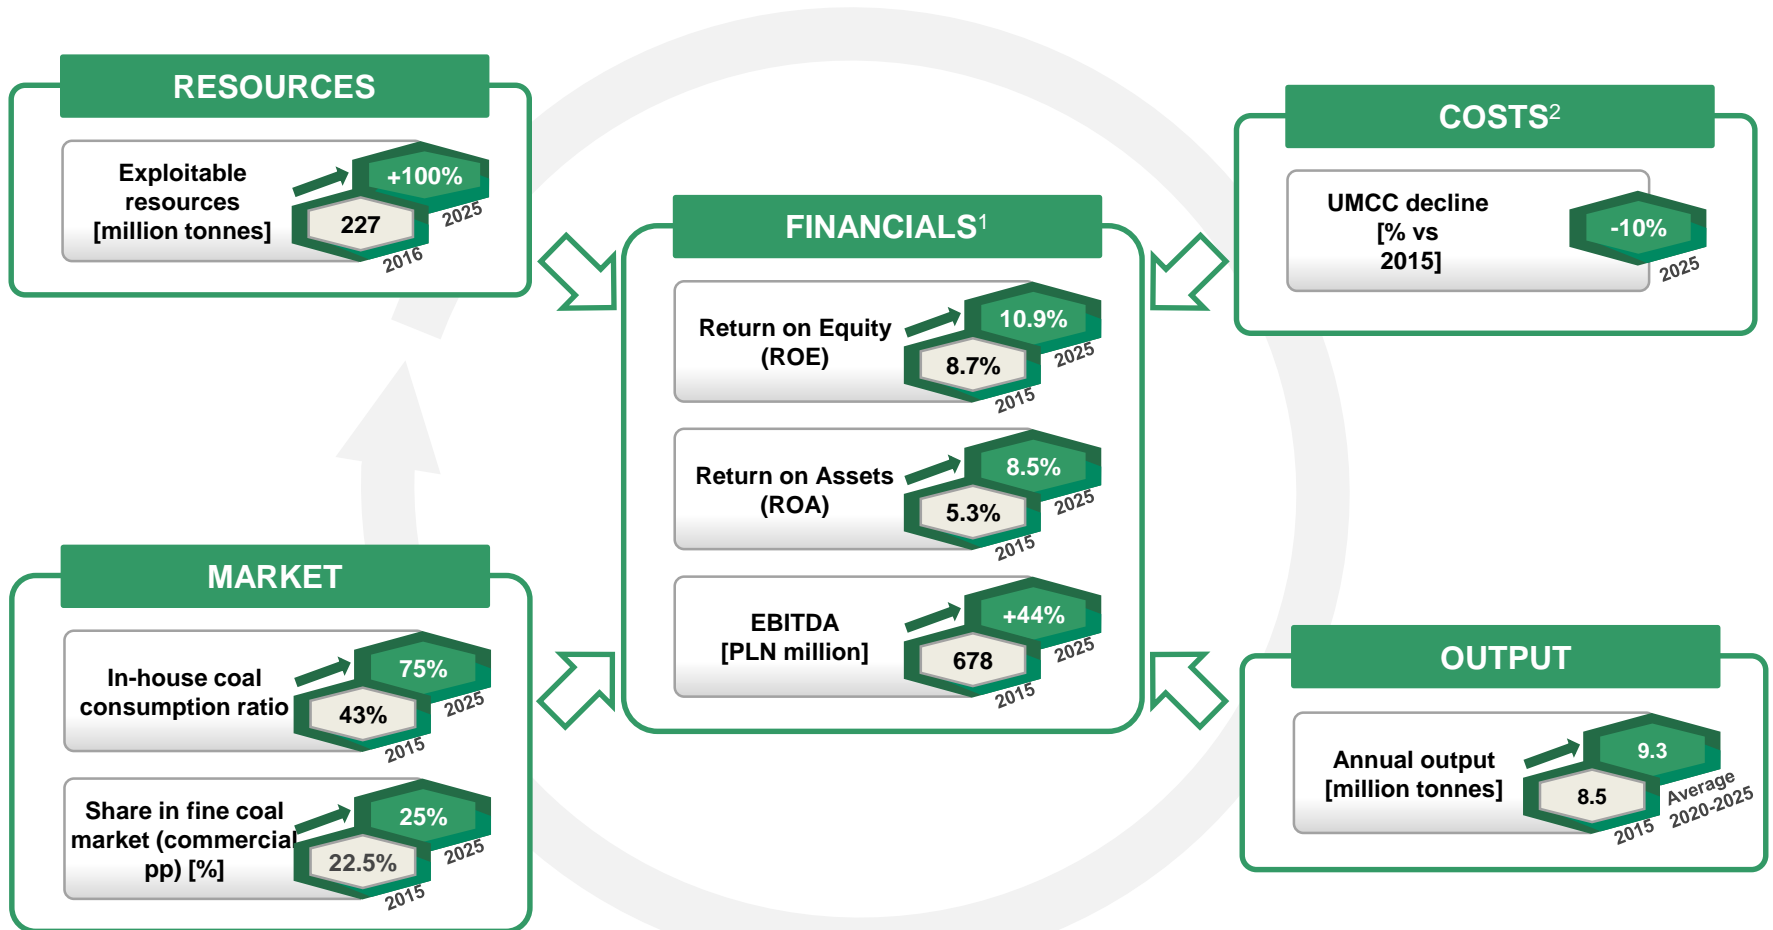 RESOURCES
Exploitable
resources
[million tonnes]
+100%
2025
227
2016
MARKET
In-house coal
consumption ratio
75%
2025
43%
2015
Share in fine coal
market (commercial
pp) [%]
25%
2025
22.5%
2015
FINANCIALS1
Return on Equity
(ROE)
10.9%
2025
8.7%
2015
Return on Assets
(ROA)
8.5%
2025
5.3%
2015
EBITDA
[PLN million]
+44%
2025
678
2015
COSTS2
UMCC decline
[% vs
2015]
-10%
2025
OUTPUT
Annual output
[million tonnes]
9.3
Average
2020-2025
8.5
2015